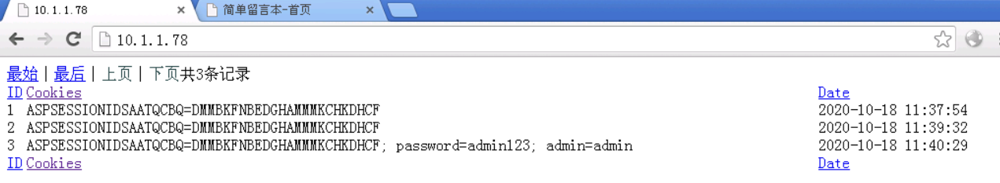 10.1.1.78 简单留言本-首页
10.1.1.78
最始 | 最后 | 上页 | 下页共3条记录
ID Cookies Date
1 ASPSESSIONIDSAATQCBQ=DMMBKFNBEDGHAMMMKCHKDHCF 2020-10-18 11:37:54
2 ASPSESSIONIDSAATQCBQ=DMMBKFNBEDGHAMMMKCHKDHCF 2020-10-18 11:39:32
3 ASPSESSIONIDSAATQCBQ=DMMBKFNBEDGHAMMMKCHKDHCF; password=admin123; admin=admin 2020-10-18 11:40:29
ID Cookies Date